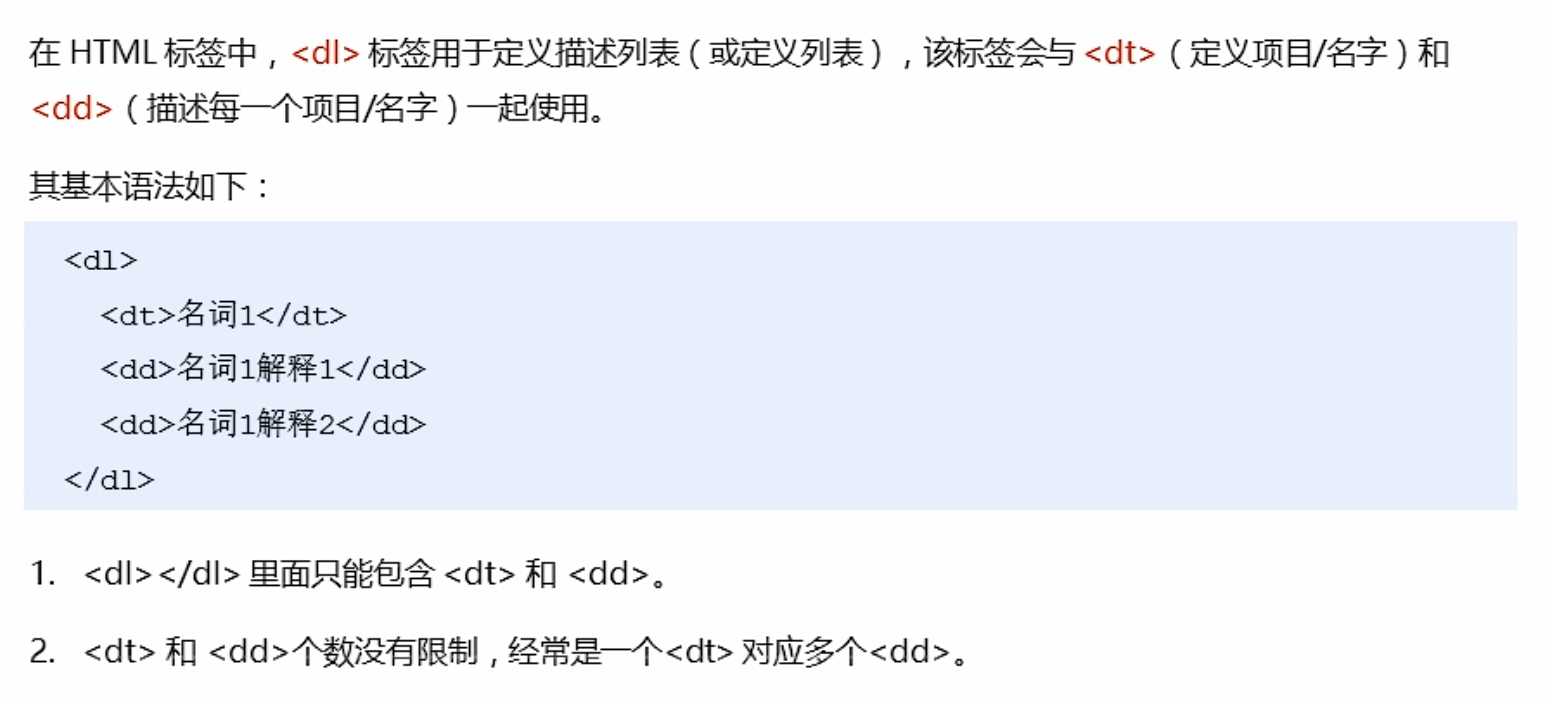 在 HTML 标签中，<dl> 标签用于定义描述列表（或定义列表），该标签会与 <dt>（定义项目/名字）和
<dd>（描述每一个项目/名字）一起使用。
其基本语法如下：
<dl>
<dt>名词1</dt>
<dd>名词1解释1</dd>
<dd>名词1解释2</dd>
</dl>
1. <dl></dl> 里面只能包含 <dt> 和 <dd>。
2. <dt> 和 <dd>个数没有限制，经常是一个<dt> 对应多个<dd>。